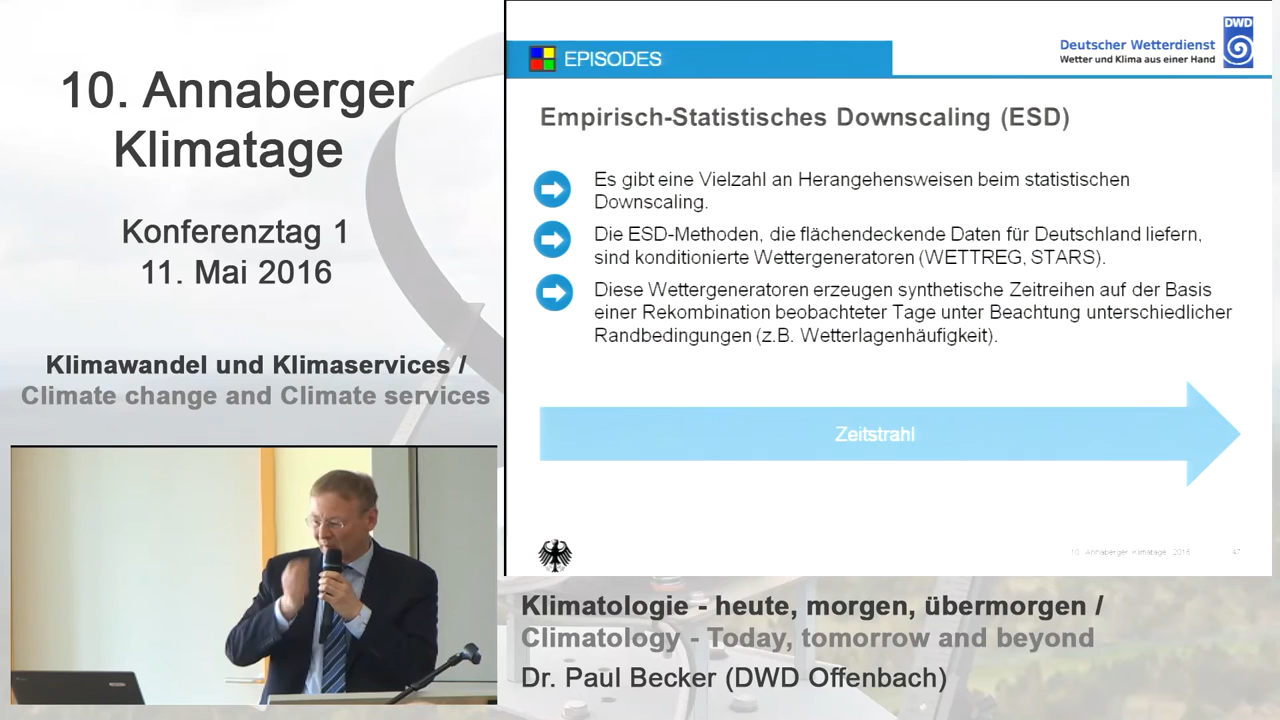 10. Annaberger
Klimatage
Konferenztag 1
11. Mai 2016
Klimawandel und Klimaservices /
Climate change and Climate services
EPISODES
DWD
Deutscher Wetterdienst
Wetter und Klima aus einer Hand
Empirisch-Statistisches Downscaling (ESD)
Es gibt eine Vielzahl an Herangehensweisen beim statistischen
Downscaling.
Die ESD-Methoden, die flächendeckende Daten für Deutschland liefern,
sind konditionierte Wettergeneratoren (WETTREG, STARS).
Diese Wettergeneratoren erzeugen synthetische Zeitreihen auf der Basis
einer Rekombination beobachteter Tage unter Beachtung unterschiedlicher
Randbedingungen (z.B. Wetterlagenhäufigkeit).
Zeitstrahl
10. Annaberger Klimatage 2016
47
Klimatologie - heute, morgen, übermorgen /
Climatology - Today, tomorrow and beyond
Dr. Paul Becker (DWD Offenbach)